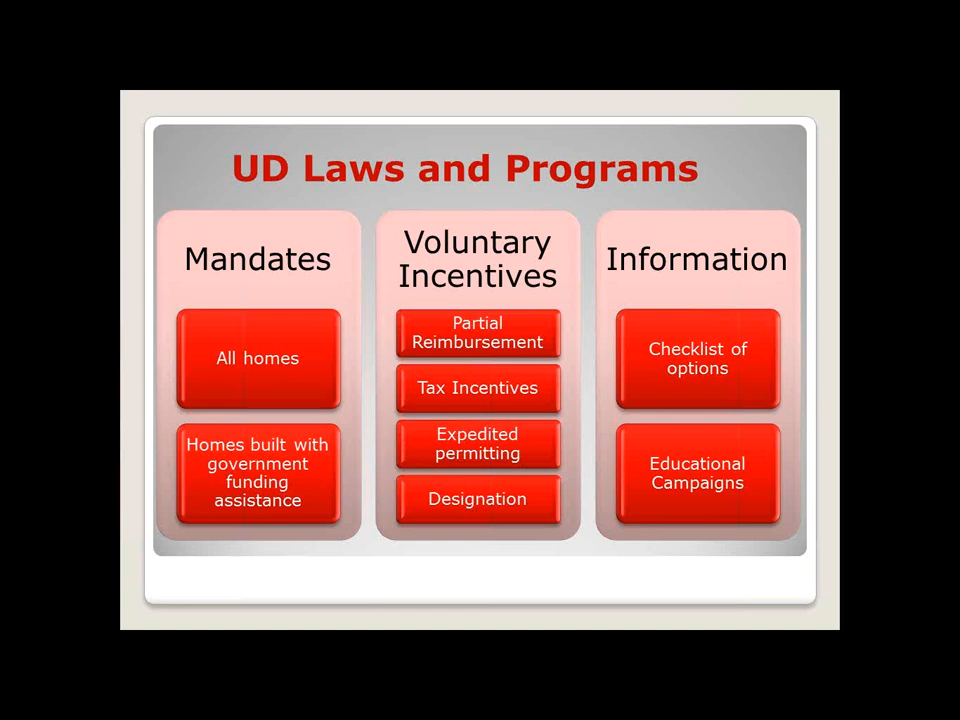 UD Laws and Programs
Mandates
All homes
Homes built with
government
funding
assistance
Voluntary
Incentives
Partial
Reimbursement
Tax Incentives
Expedited
permitting
Designation
Information
Checklist of
options
Educational
Campaigns